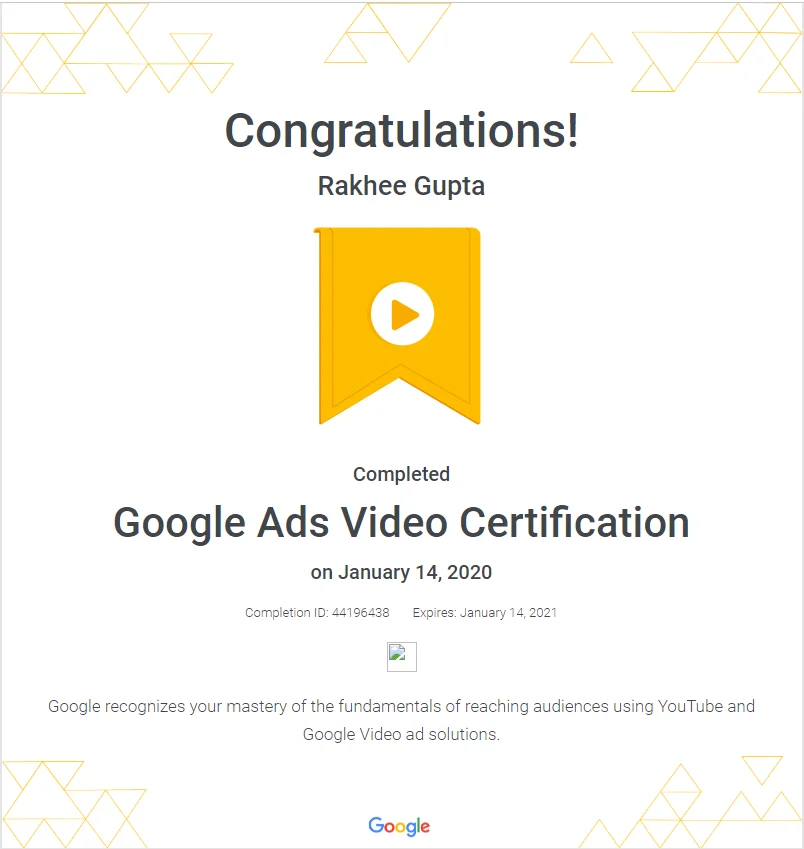 Congratulations!
Rakhee Gupta
Completed
Google Ads Video Certification
on January 14, 2020
Completion ID: 44196438 Expires: January 14, 2021
Google recognizes your mastery of the fundamentals of reaching audiences using YouTube and
Google Video ad solutions.
Google